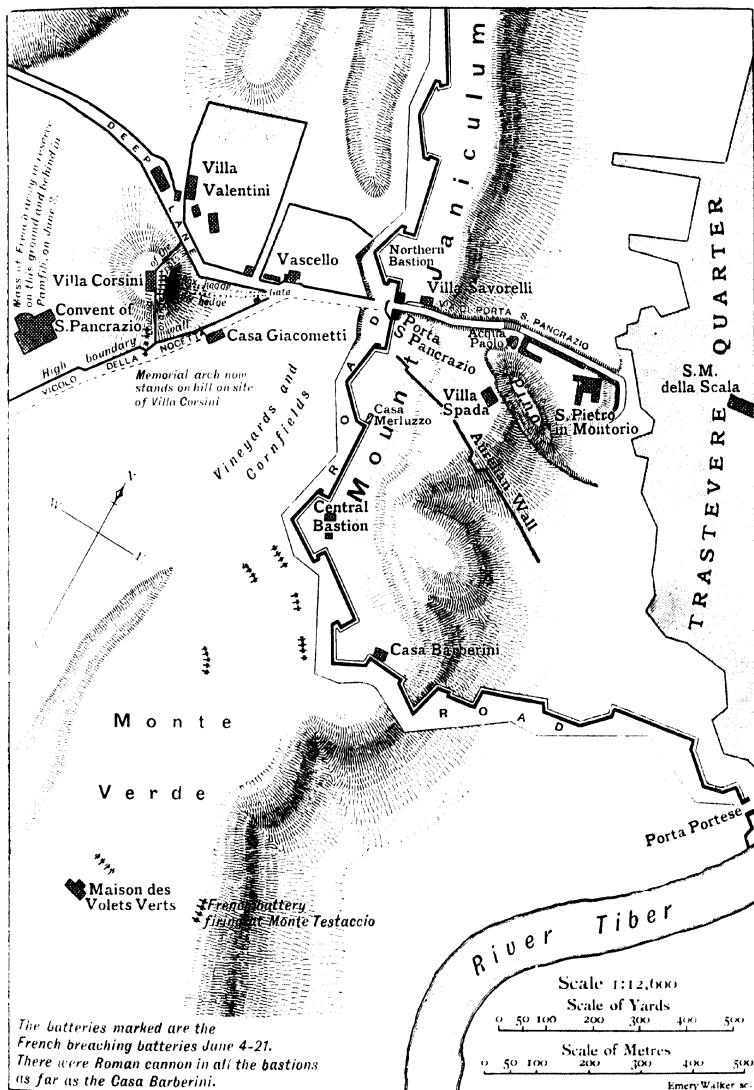 Janiculum
DEEP LANE
Mass of French army in reserve
on this ground and behind in
Pamfili on June 3.
Villa
Valentini
Vascello
Northern
Bastion
Villa Corsini
Convent of
S. Pancrazio
Gate
hedge
High boundary wall
VICOLO DELLA NOCETTA
Casa Giacometti
Memorial arch now
stands on hill on site
of Villa Corsini
Villa Savorelli
Porta
S. Pancrazio
PORTA S. PANCRAZIO
Acqua
Paolo
Villa
Spada
Pino
S. Pietro
in Montorio
S. M.
della Scala
TRASTEVERE QUARTER
Vineyards and
Cornfields
ROAD
Mount
Casa
Merluzzo
Aurelian Wall
Central
Bastion
Casa Barberini
ROAD
Monte
Verde
Porta Portese
Maison des
Volets Verts
French battery
firing at Monte Testaccio
River Tiber
The batteries marked are the
French breaching batteries June 4-21.
There were Roman cannon in all the bastions
as far as the Casa Barberini.
Scale 1:12,000
Scale of Yards
0 50 100 200 300 400 500
Scale of Metres
0 50 100 200 300 400 500
Emery Walker sc